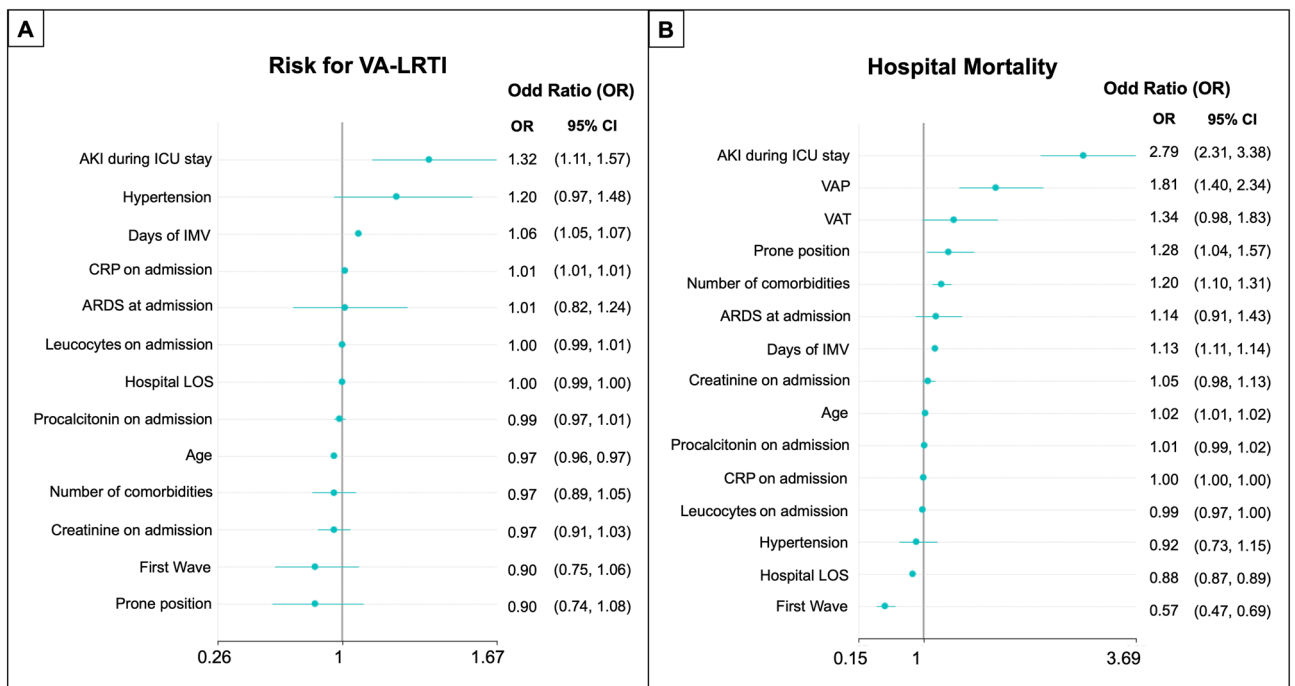 A
Risk for VA-LRTI
Odd Ratio (OR)
OR 95% CI
AKI during ICU stay 1.32 (1.11, 1.57)
Hypertension 1.20 (0.97, 1.48)
Days of IMV 1.06 (1.05, 1.07)
CRP on admission 1.01 (1.01, 1.01)
ARDS at admission 1.01 (0.82, 1.24)
Leucocytes on admission 1.00 (0.99, 1.01)
Hospital LOS 1.00 (0.99, 1.00)
Procalcitonin on admission 0.99 (0.97, 1.01)
Age 0.97 (0.96, 0.97)
Number of comorbidities 0.97 (0.89, 1.05)
Creatinine on admission 0.97 (0.91, 1.03)
First Wave 0.90 (0.75, 1.06)
Prone position 0.90 (0.74, 1.08)
0.26 1 1.67
B
Hospital Mortality
Odd Ratio (OR)
OR 95% CI
AKI during ICU stay 2.79 (2.31, 3.38)
VAP 1.81 (1.40, 2.34)
VAT 1.34 (0.98, 1.83)
Prone position 1.28 (1.04, 1.57)
Number of comorbidities 1.20 (1.10, 1.31)
ARDS at admission 1.14 (0.91, 1.43)
Days of IMV 1.13 (1.11, 1.14)
Creatinine on admission 1.05 (0.98, 1.13)
Age 1.02 (1.01, 1.02)
Procalcitonin on admission 1.01 (0.99, 1.02)
CRP on admission 1.00 (1.00, 1.00)
Leucocytes on admission 0.99 (0.97, 1.00)
Hypertension 0.92 (0.73, 1.15)
Hospital LOS 0.88 (0.87, 0.89)
First Wave 0.57 (0.47, 0.69)
0.15 1 3.69